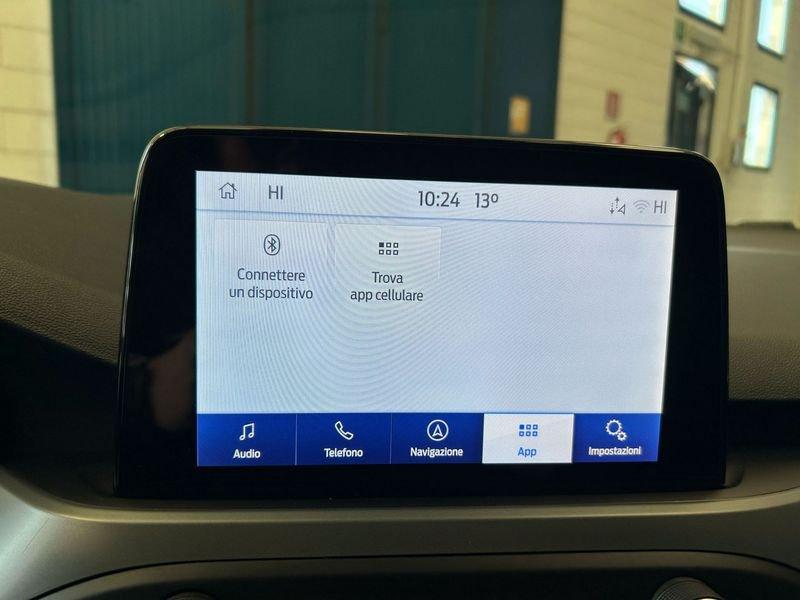 HI 10:24 13º HI
Connettere
un dispositivo
Trova
app cellulare
Audio Telefono Navigazione App Impostazioni